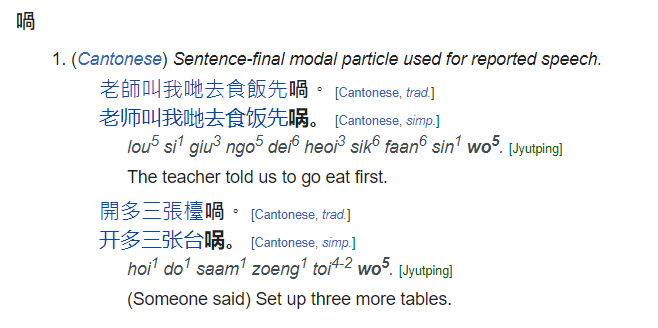 喎
1. (Cantonese) Sentence-final modal particle used for reported speech.
老師叫我哋去食飯先喎。 [Cantonese, trad.]
老师叫我哋去食饭先㖞。 [Cantonese, simp.]
lou5 si1 giu3 ngo5 dei6 heoi3 sik6 faan6 sin1 wo5. [Jyutping]
The teacher told us to go eat first.
開多三張檯喎。 [Cantonese, trad.]
开多三张台㖞。 [Cantonese, simp.]
hoi1 do1 saam1 zoeng1 toi4-2 wo5. [Jyutping]
(Someone said) Set up three more tables.